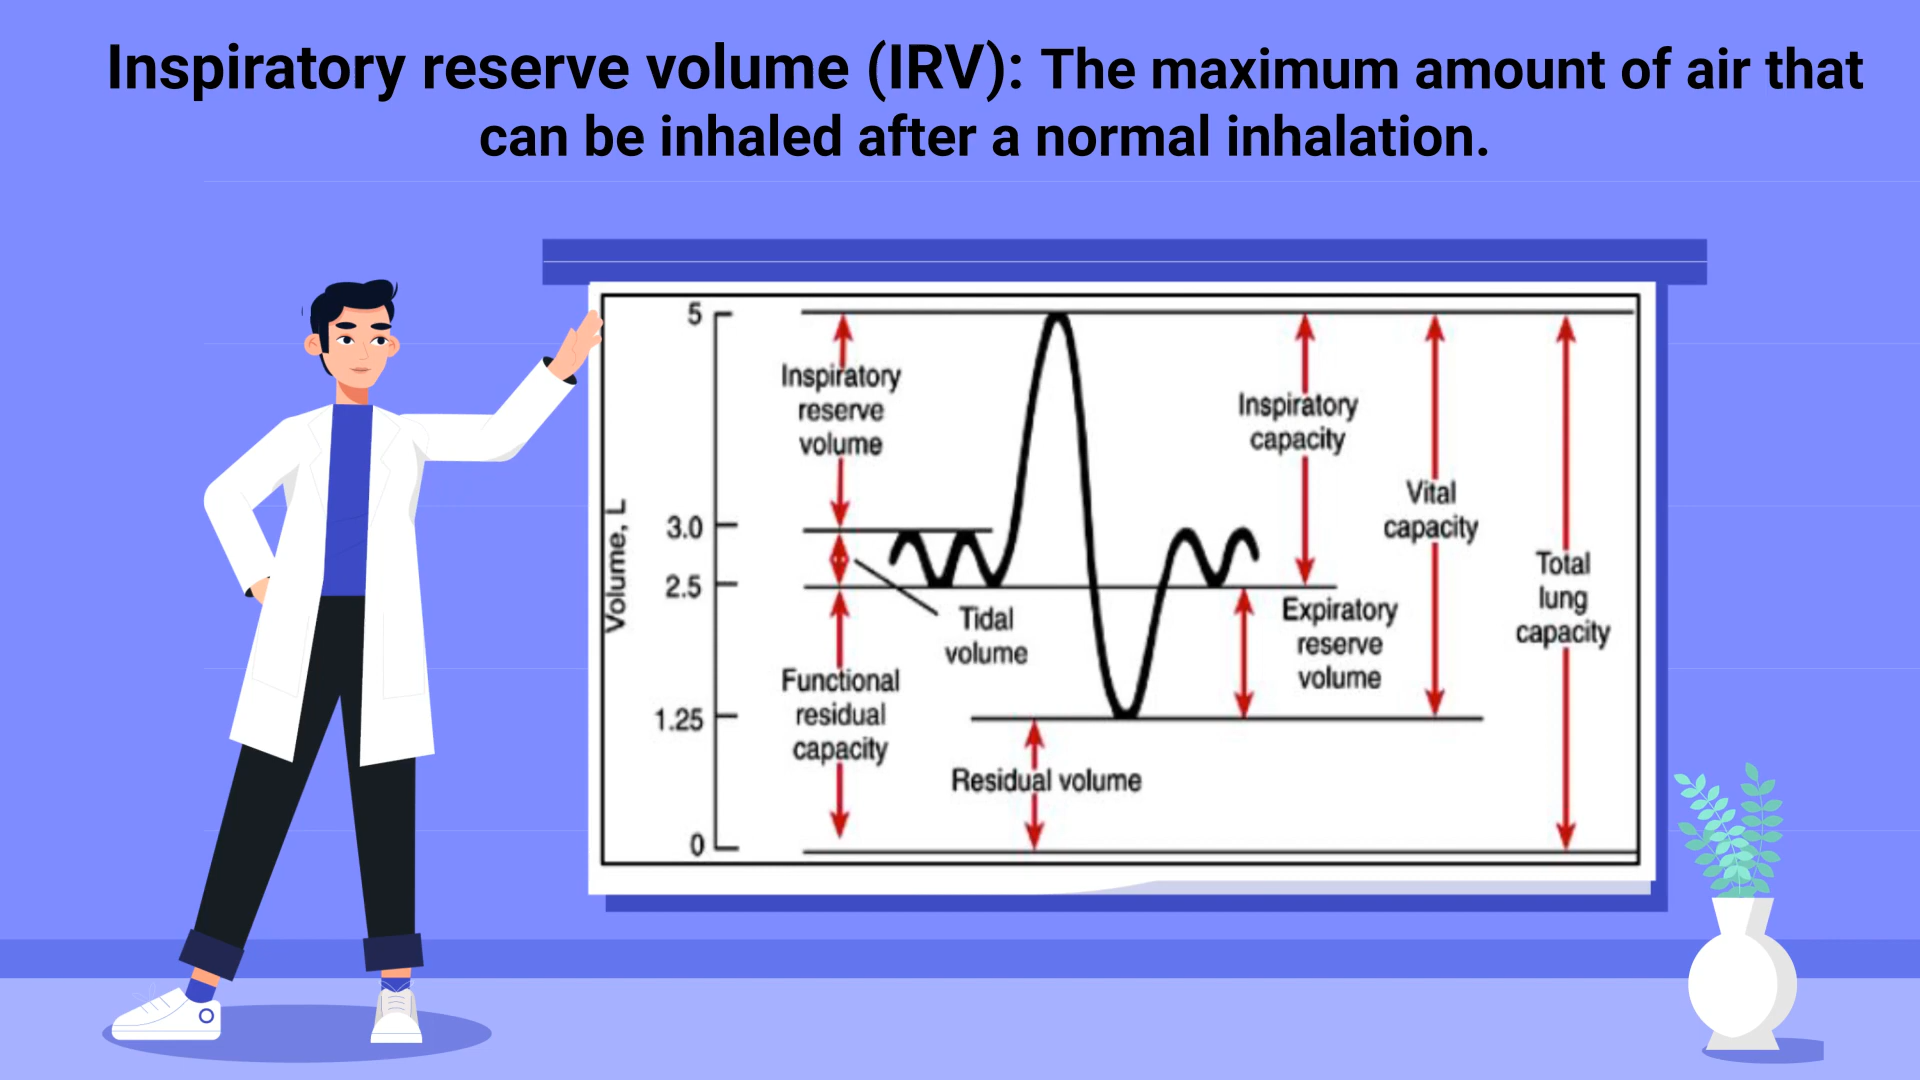 Inspiratory reserve volume (IRV): The maximum amount of air that
can be inhaled after a normal inhalation.
Volume, L
5
3.0
2.5
1.25
0
Inspiratory
reserve
volume
Tidal
volume
Functional
residual
capacity
Residual volume
Inspiratory
capacity
Expiratory
reserve
volume
Vital
capacity
Total
lung
capacity